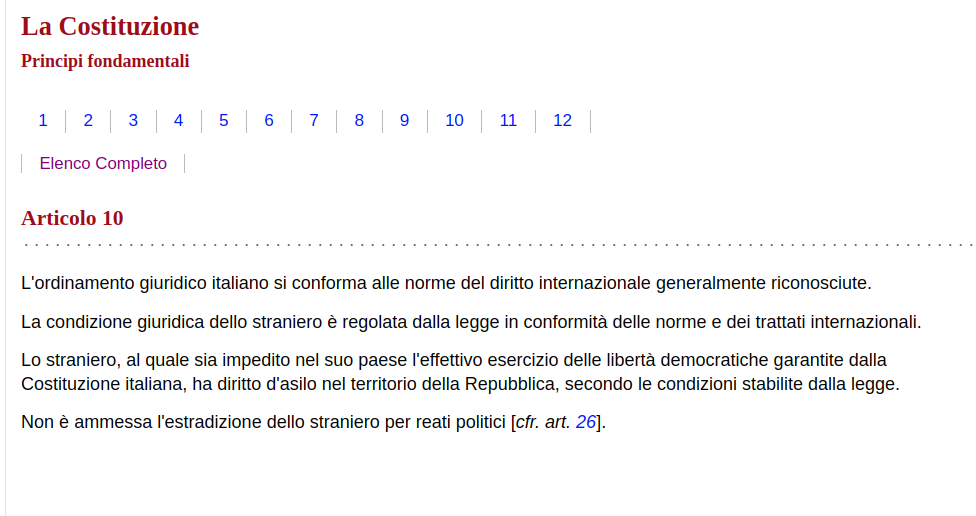 La Costituzione
Principi fondamentali
1 2 3 4 5 6 7 8 9 10 11 12
Elenco Completo
Articolo 10
L'ordinamento giuridico italiano si conforma alle norme del diritto internazionale generalmente riconosciute.
La condizione giuridica dello straniero è regolata dalla legge in conformità delle norme e dei trattati internazionali.
Lo straniero, al quale sia impedito nel suo paese l'effettivo esercizio delle libertà democratiche garantite dalla
Costituzione italiana, ha diritto d'asilo nel territorio della Repubblica, secondo le condizioni stabilite dalla legge.
Non è ammessa l'estradizione dello straniero per reati politici [cfr. art. 26].